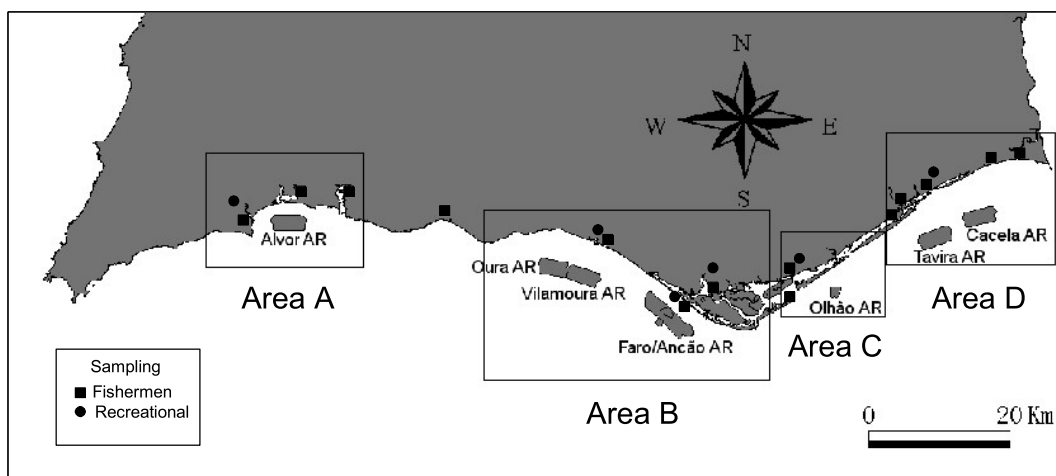 N
W E
S
Alvor AR
Area A
Oura AR
Vilamoura AR
Faro/Ancão AR
Area B
Olhão AR
Area C
Cacela AR
Tavira AR
Area D
Sampling
Fishermen
Recreational
0 20 Km